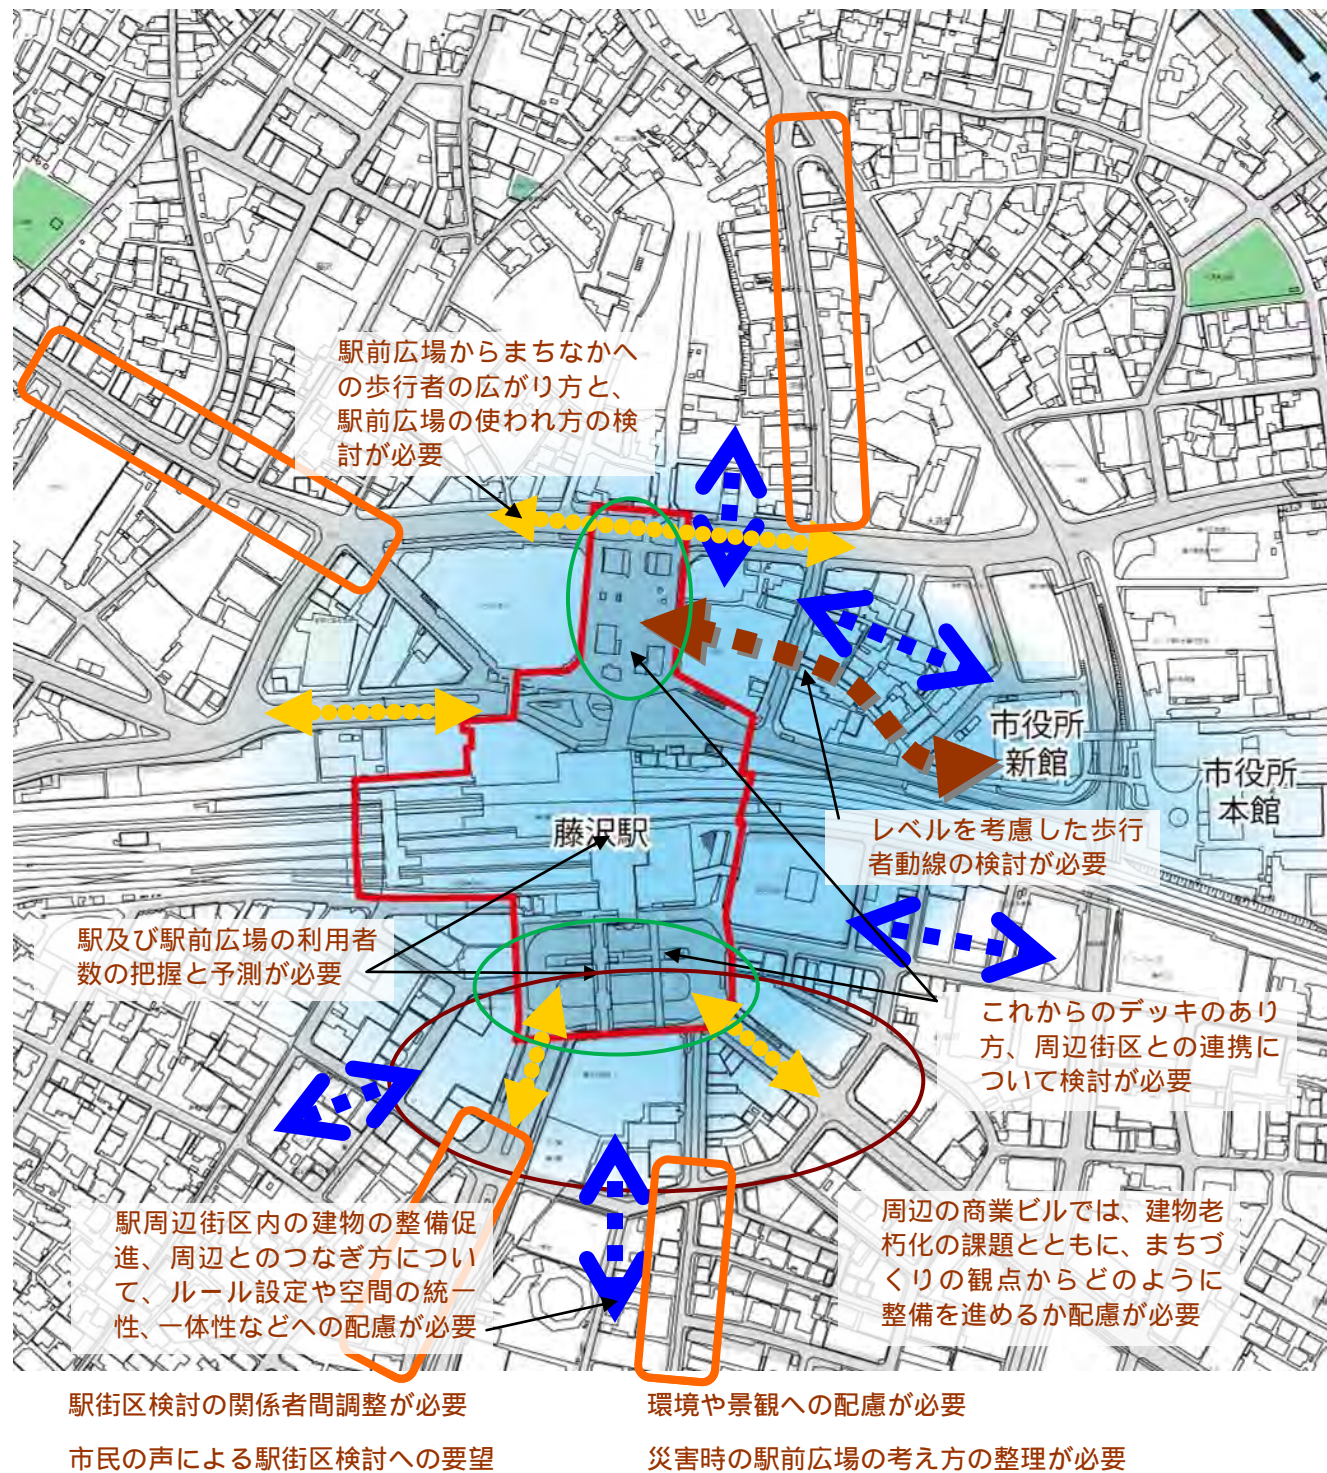 駅前広場からまちなかへ
の歩行者の広がり方と、
駅前広場の使われ方の検
討が必要
市役所
新館
市役所
本館
藤沢駅
レベルを考慮した歩行
者動線の検討が必要
駅及び駅前広場の利用者
数の把握と予測が必要
これからのデッキのあり
方、周辺街区との連携に
ついて検討が必要
駅周辺街区内の建物の整備促
進、周辺とのつなぎ方につい
て、ルール設定や空間の統一
性、一体性などへの配慮が必要
周辺の商業ビルでは、建物老
朽化の課題とともに、まちづ
くりの観点からどのように
整備を進めるか配慮が必要
駅街区検討の関係者間調整が必要
環境や景観への配慮が必要
市民の声による駅街区検討への要望
災害時の駅前広場の考え方の整理が必要